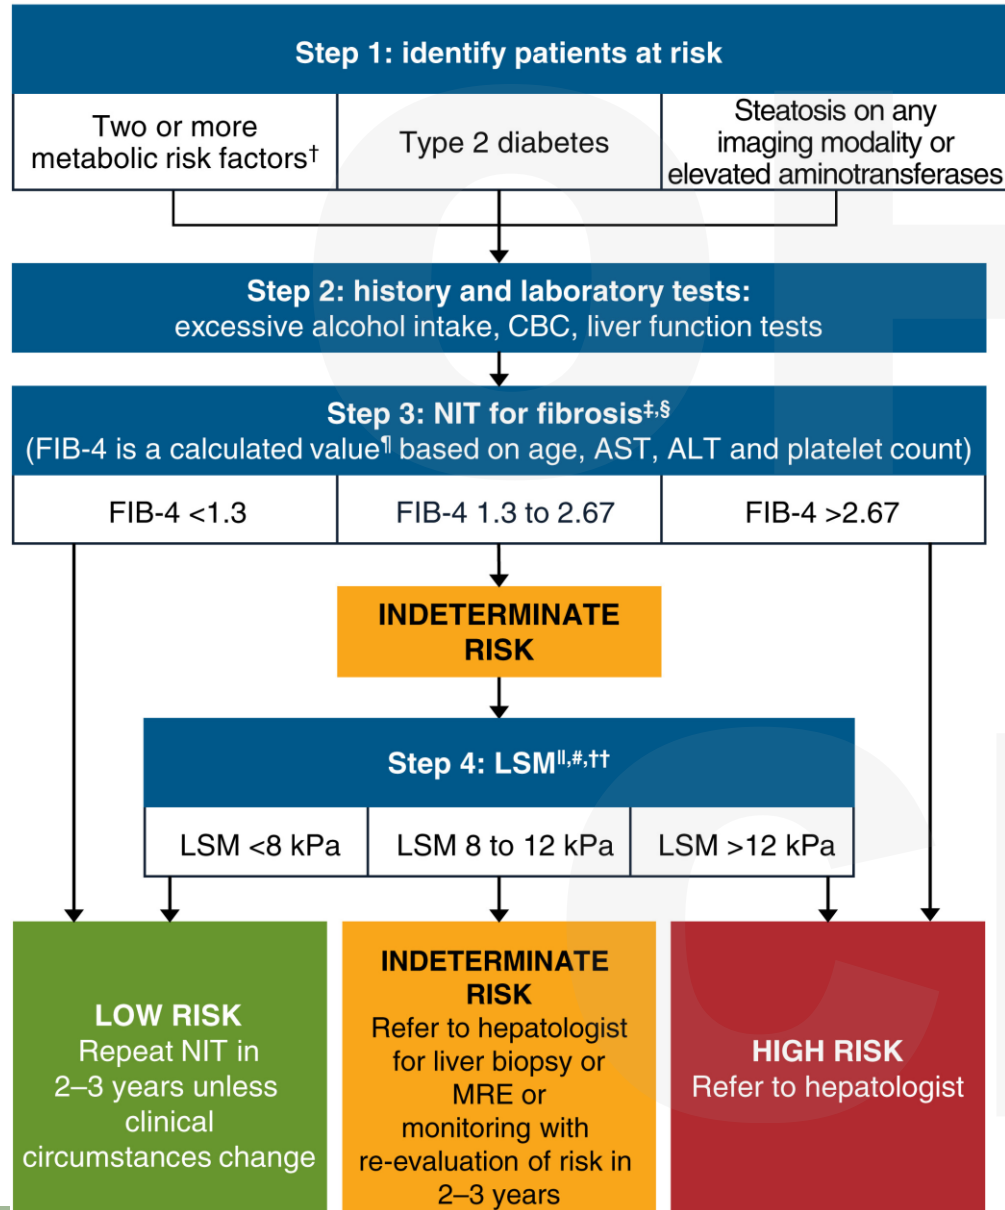 Step 1: identify patients at risk
Two or more
metabolic risk factors†
Type 2 diabetes
Steatosis on any
imaging modality or
elevated aminotransferases
Step 2: history and laboratory tests:
excessive alcohol intake, CBC, liver function tests
Step 3: NIT for fibrosis‡,§
(FIB-4 is a calculated value¶ based on age, AST, ALT and platelet count)
FIB-4 <1.3
FIB-4 1.3 to 2.67
FIB-4 >2.67
INDETERMINATE
RISK
Step 4: LSM||,#,††
LSM <8 kPa
LSM 8 to 12 kPa
LSM >12 kPa
LOW RISK
Repeat NIT in
2–3 years unless
clinical
circumstances change
INDETERMINATE
RISK
Refer to hepatologist
for liver biopsy or
MRE or
monitoring with
re-evaluation of risk in
2–3 years
HIGH RISK
Refer to hepatologist